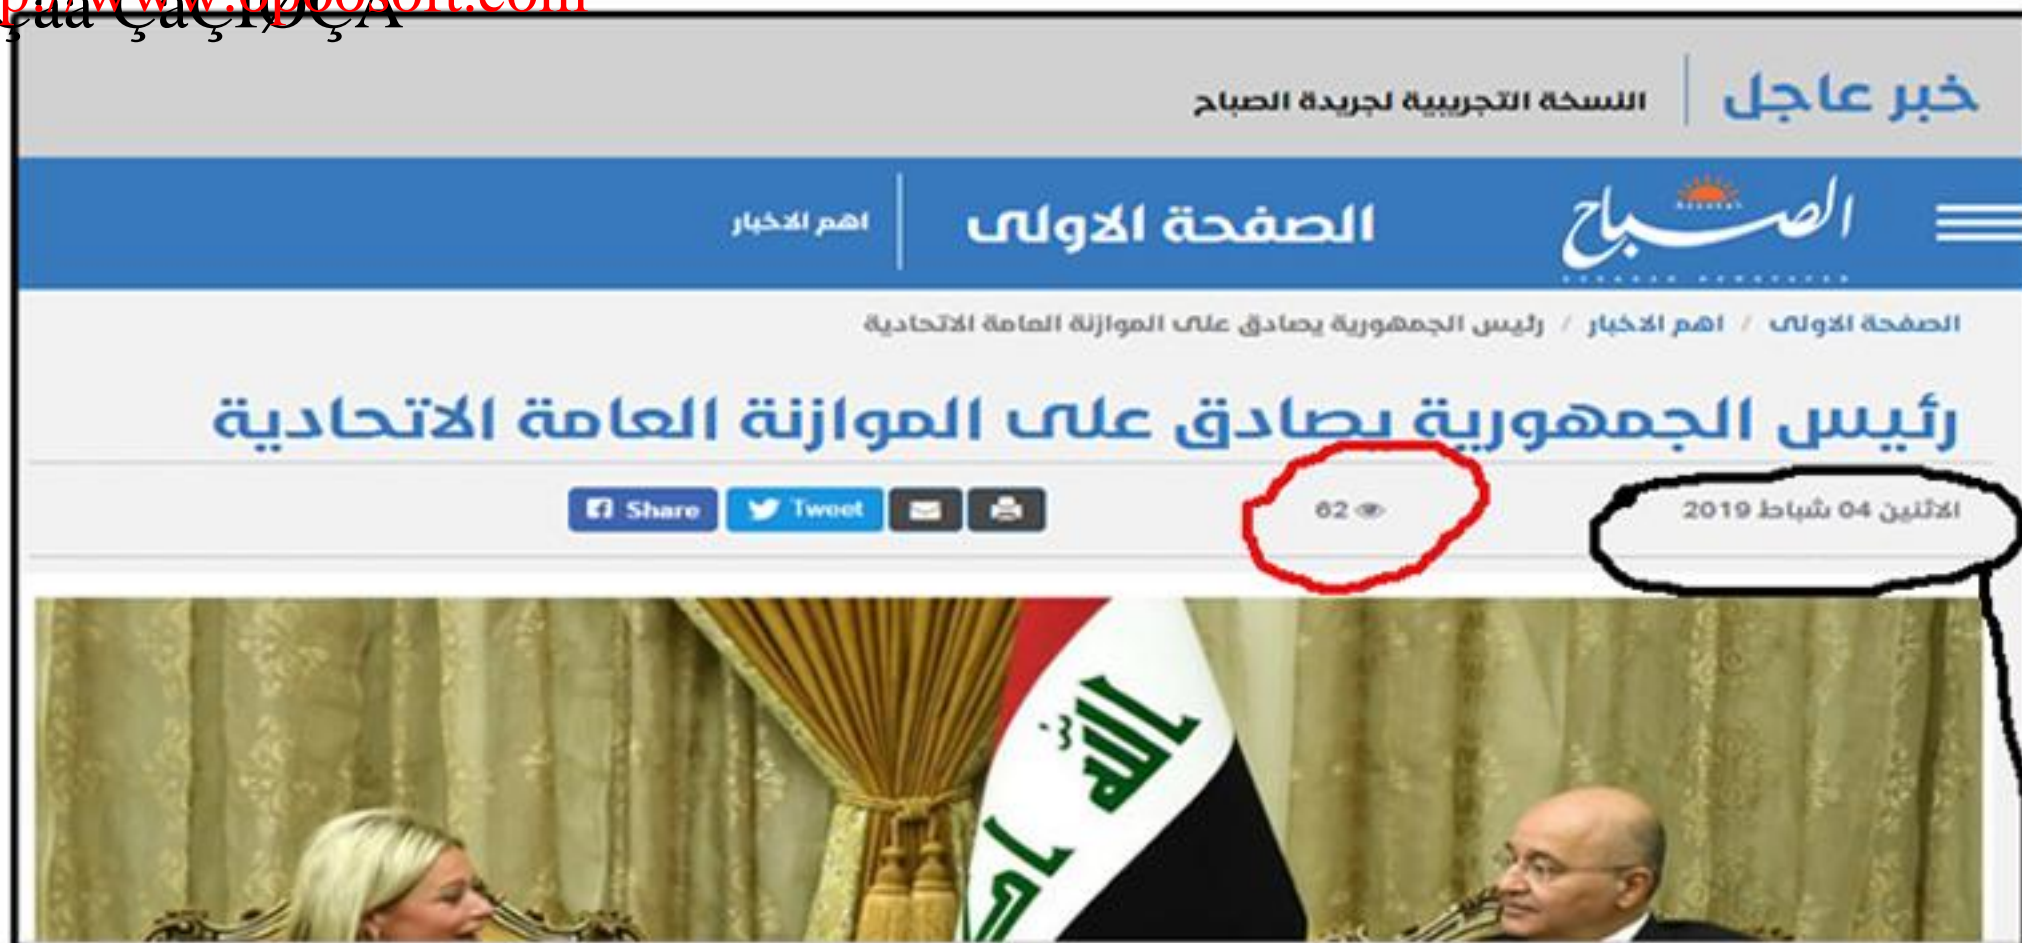 خبر عاجل | النسخة التجريبية لجريدة الصباح
الصباح الصفحة الاولى | اهم الاخبار
الصفحة الاولى / اهم الاخبار / رئيس الجمهورية يصادق على الموازنة العامة الاتحادية
رئيس الجمهورية يصادق على الموازنة العامة الاتحادية
الاثنين 04 شباط 2019 62 Tweet Share
الله